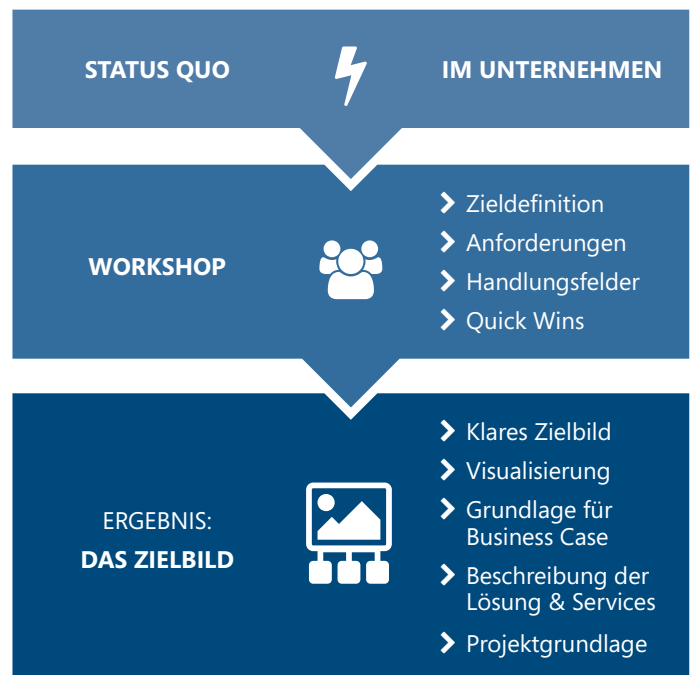 STATUS QUO
IM UNTERNEHMEN
WORKSHOP
Zieldefinition
Anforderungen
Handlungsfelder
Quick Wins
ERGEBNIS:
DAS ZIELBILD
Klares Zielbild
Visualisierung
Grundlage für
Business Case
Beschreibung der
Lösung & Services
Projektgrundlage